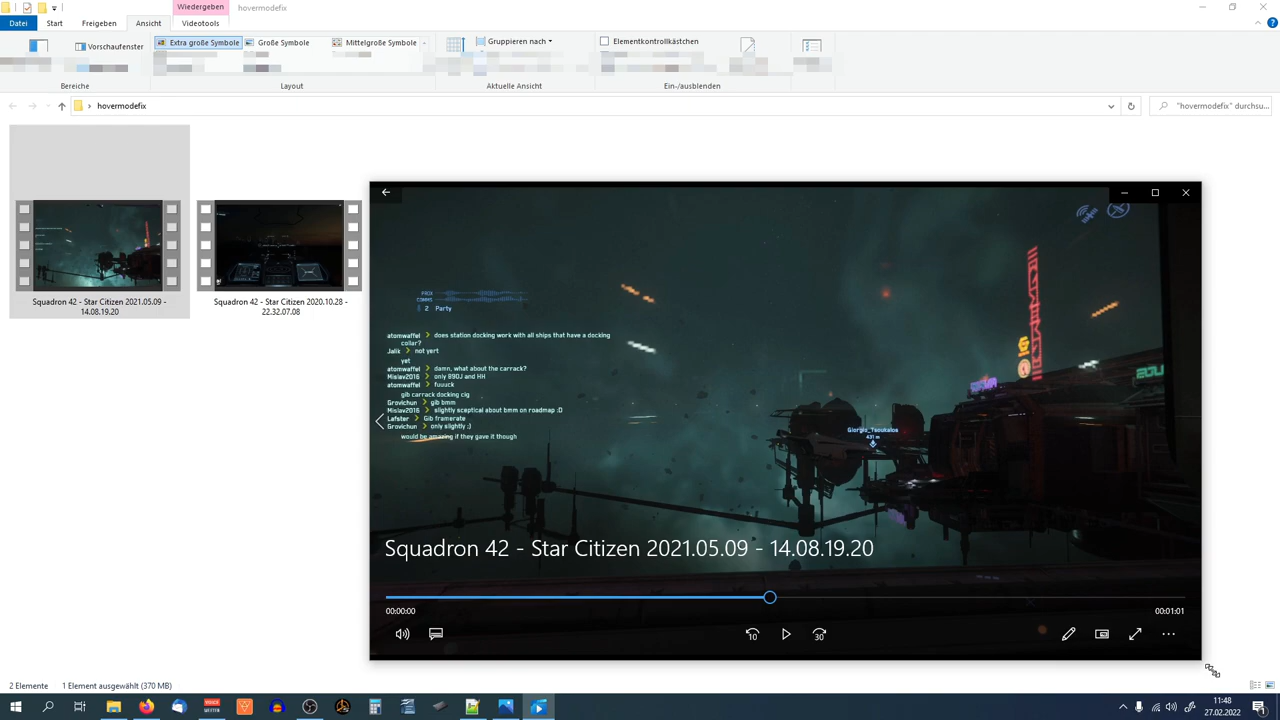 Wiedergeben
hovermodefix
Datei
Start
Freigeben
Ansicht
Videotools
Vorschaufenster
Extra große Symbole
Große Symbole
Mittelgroße Symbole
Gruppieren nach
Elementkontrollkästchen
Bereiche
Layout
Aktuelle Ansicht
Ein-/ausblenden
hovermodefix
"hovermodefix" durchsu...
Squadron 42 - Star Citizen 2021.05.09 -
14.08.19.20
Squadron 42 - Star Citizen 2020.10.28 -
22.32.07.08
PROX
COMMS
2 Party
atomwaffel > does station docking work with all ships that have a docking
collar?
Jalik > not yert
yet
atomwaffel > damn, what about the carrack?
Mislav2016 > only 890J and HH
atomwaffel > fuuuck
gib carrack docking cig
Grovichun > gib bmm
Mislav2016 > slightly sceptical about bmm on roadmap :D
Lafster > Gib framerate
Grovichun > only slightly ;)
would be amazing if they gave it though
Giorgio_Tsoukalos
431 m
Squadron 42 - Star Citizen 2021.05.09 - 14.08.19.20
00:00:00
00:01:01
10
30
2 Elemente
1 Element ausgewählt (370 MB)
11:48
27.02.2022